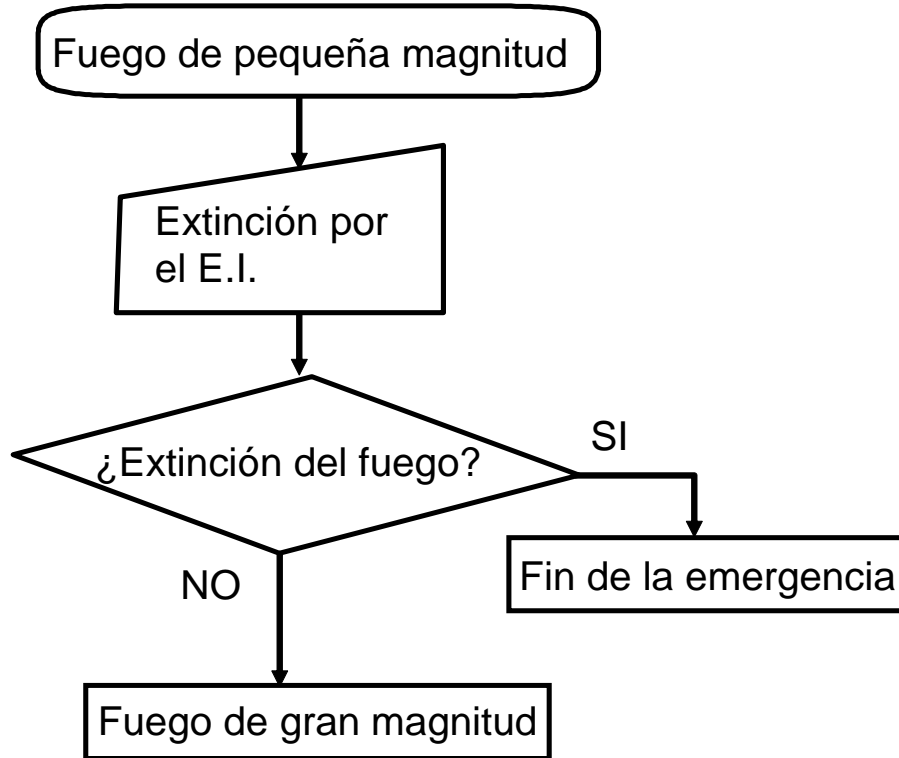 Fuego de pequeña magnitud
Extinción por
el E.I.
¿Extinción del fuego?
SI
Fin de la emergencia
NO
Fuego de gran magnitud